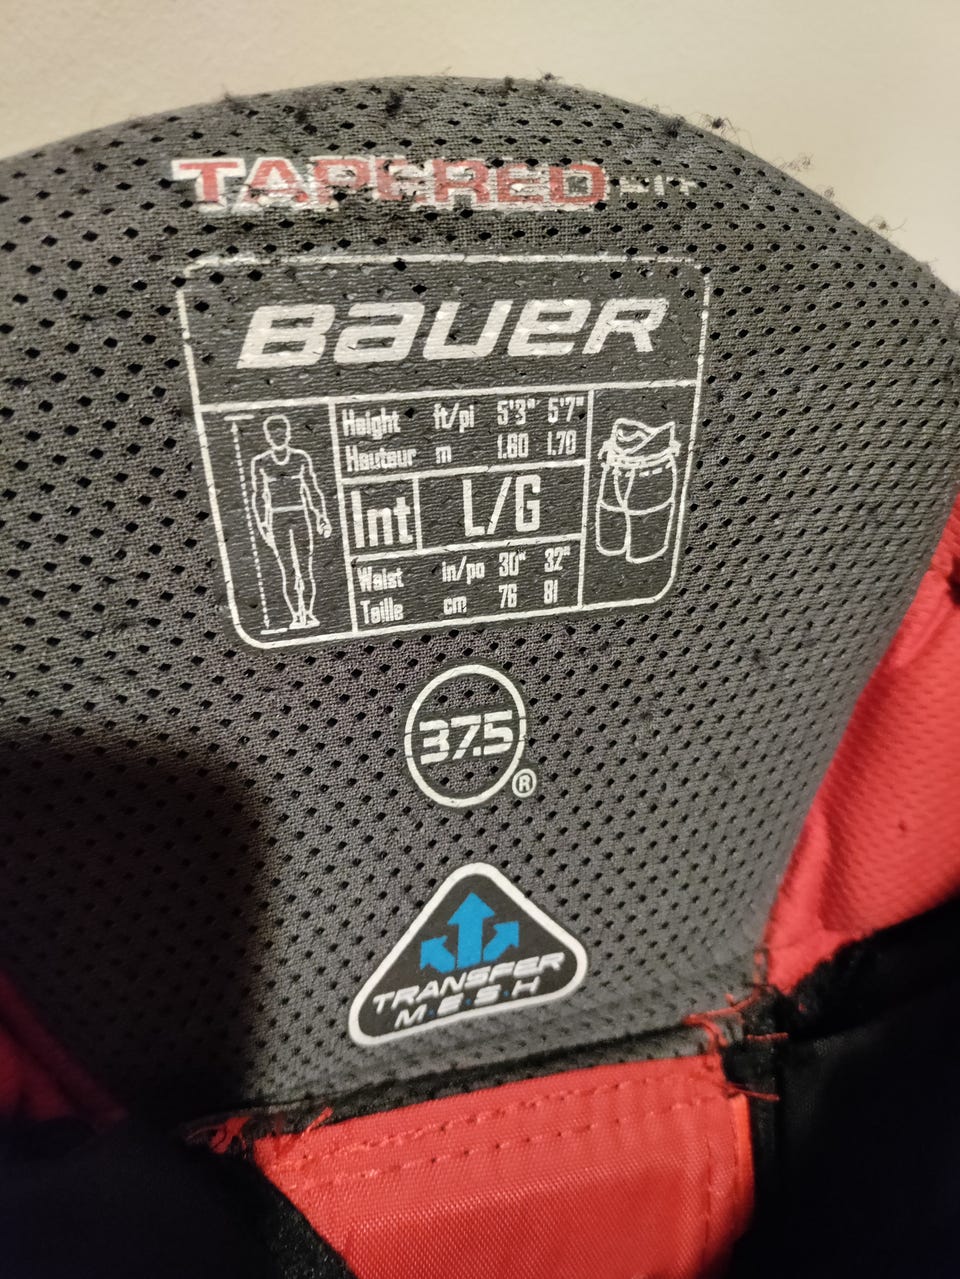 TAPERED FIT
BAUER
Height ft/pi 5'3" 5'7"
Hauteur m 1.60 1.70
Int L/G
Waist in/po 30" 32"
Taille cm 76 81
37.5
®
TRANSFER
M·E·S·H